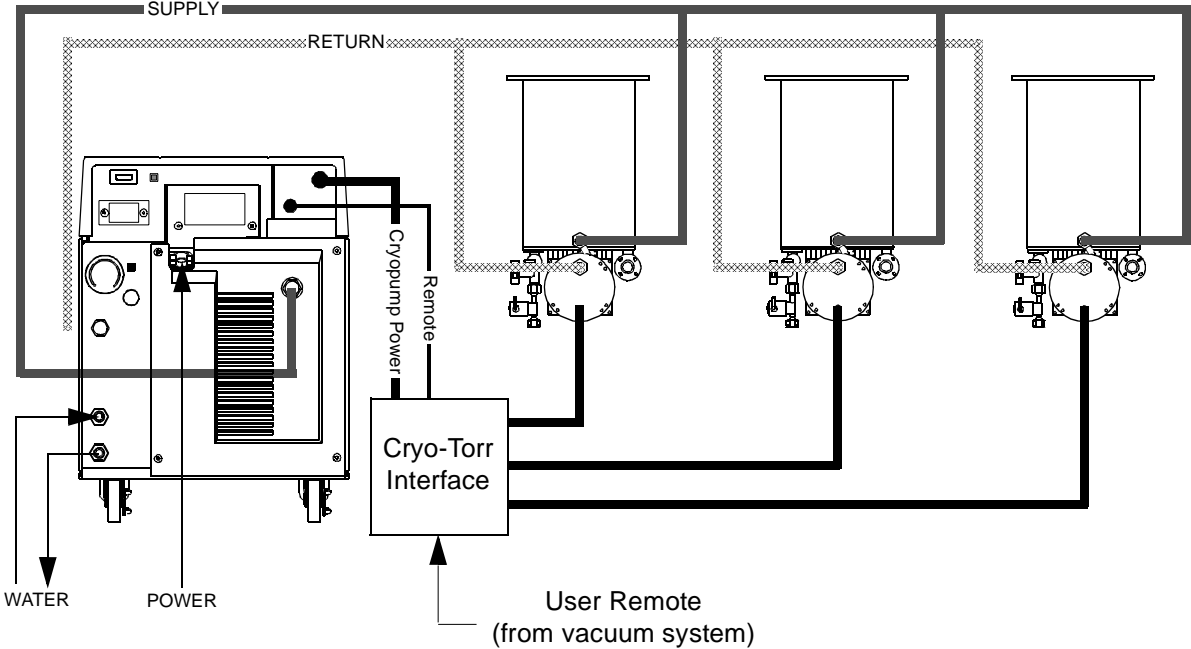 SUPPLY
RETURN
Cryopump Power
Remote
Cryo-Torr
Interface
WATER
POWER
User Remote
(from vacuum system)